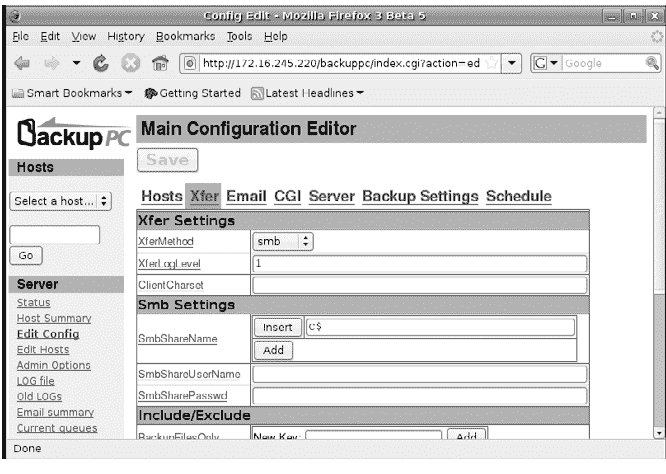 Config Edit - Mozilla Firefox 3 Beta 5
File Edit View History Bookmarks Tools Help
http://172.16.245.220/backuppc/index.cgi?action=ed
G Google
Smart Bookmarks Getting Started Latest Headlines
BackupPC
Main Configuration Editor
Save
Hosts
Select a host...
Go
Hosts Xfer Email CGI Server Backup Settings Schedule
Xfer Settings
XferMethod smb
XferLogLevel 1
ClientCharset
Smb Settings
SmbShareName Insert C$
Add
SmbShareUserName
SmbSharePasswd
Include/Exclude
BackupFilesOnly New Key: Add
Server
Status
Host Summary
Edit Config
Edit Hosts
Admin Options
LOG file
Old LOGs
Email summary
Current queues
Done